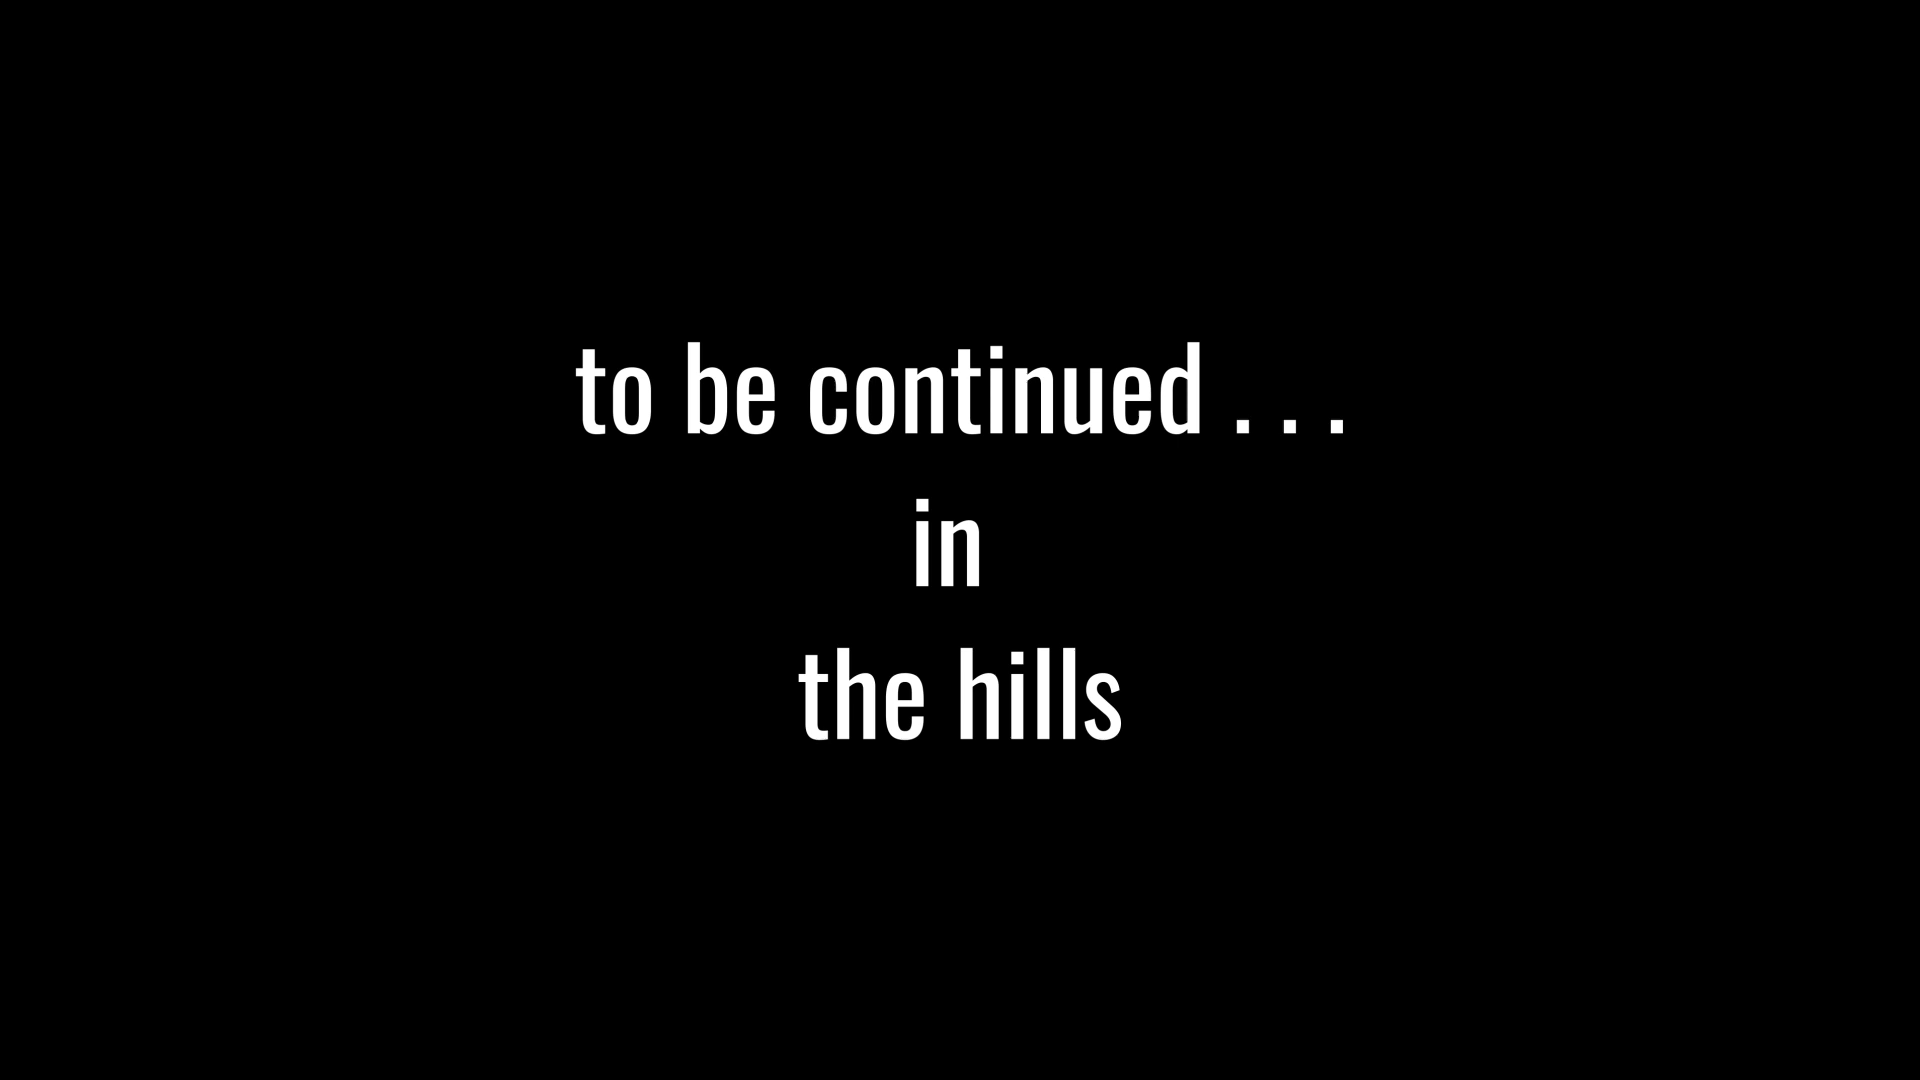 to be continued . . .
in
the hills